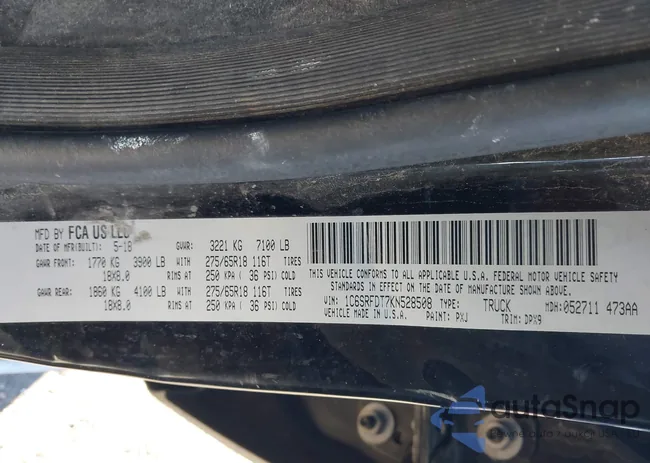 MFD BY FCA US LLC
DATE OF MFR(BUILT): 5-18 GVWR: 3221 KG 7100 LB
GAWR FRONT: 1770 KG 3900 LB WITH TIRES 275/65R18 116T
18X8.0 RIMS AT 250 KPA ( 36 PSI) COLD
GAWR REAR: 1860 KG 4100 LB WITH TIRES 275/65R18 116T
18X8.0 RIMS AT 250 KPA ( 36 PSI) COLD
THIS VEHICLE CONFORMS TO ALL APPLICABLE U.S.A. FEDERAL MOTOR VEHICLE SAFETY
STANDARDS IN EFFECT ON THE DATE OF MANUFACTURE SHOWN ABOVE.
VIN: 1C6SRFDT7KN528508 TYPE: TRUCK MDH:052711 473AA
VEHICLE MADE IN U.S.A. PAINT: PXJ TRIM: DPX9
autoSnap